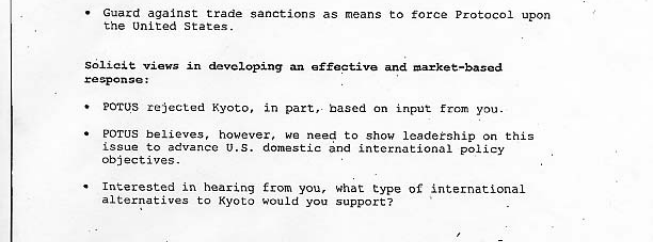 • Guard against trade sanctions as means to force Protocol upon
the United States.
Solicit views in developing an effective and market-based
response:
• POTUS rejected Kyoto, in part, based on input from you.
• POTUS believes, however, we need to show leadership on this
issue to advance U.S. domestic and international policy
objectives.
• Interested in hearing from you, what type of international
alternatives to Kyoto would you support?